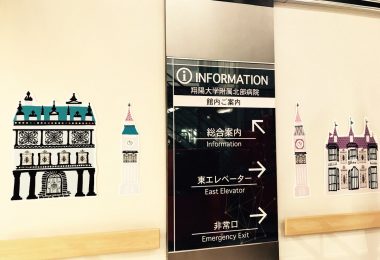 INFORMATION
翔陽大学附属北部病院
館内ご案内
総合案内
Information
東エレベーター
East Elevator
非常口
Emergency Exit